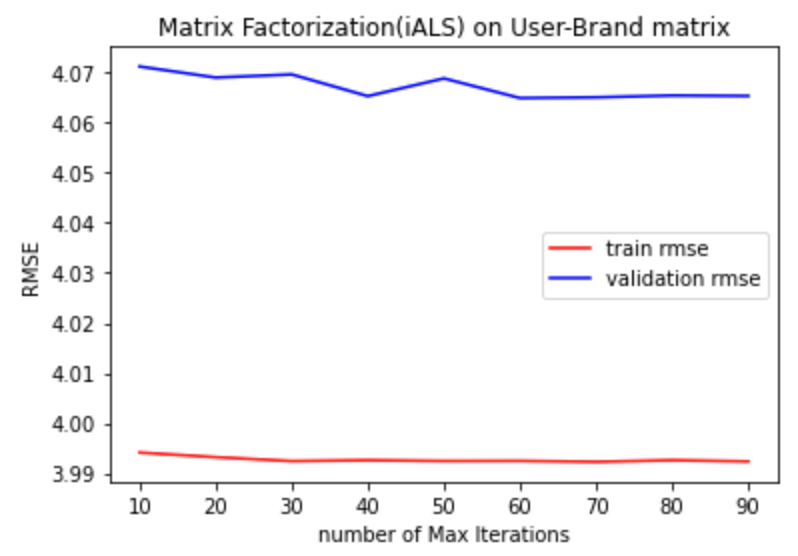 Matrix Factorization(iALS) on User-Brand matrix
4.07
4.06
4.05
4.04
4.03
4.02
4.01
4.00
3.99
RMSE
train rmse
validation rmse
10 20 30 40 50 60 70 80 90
number of Max Iterations